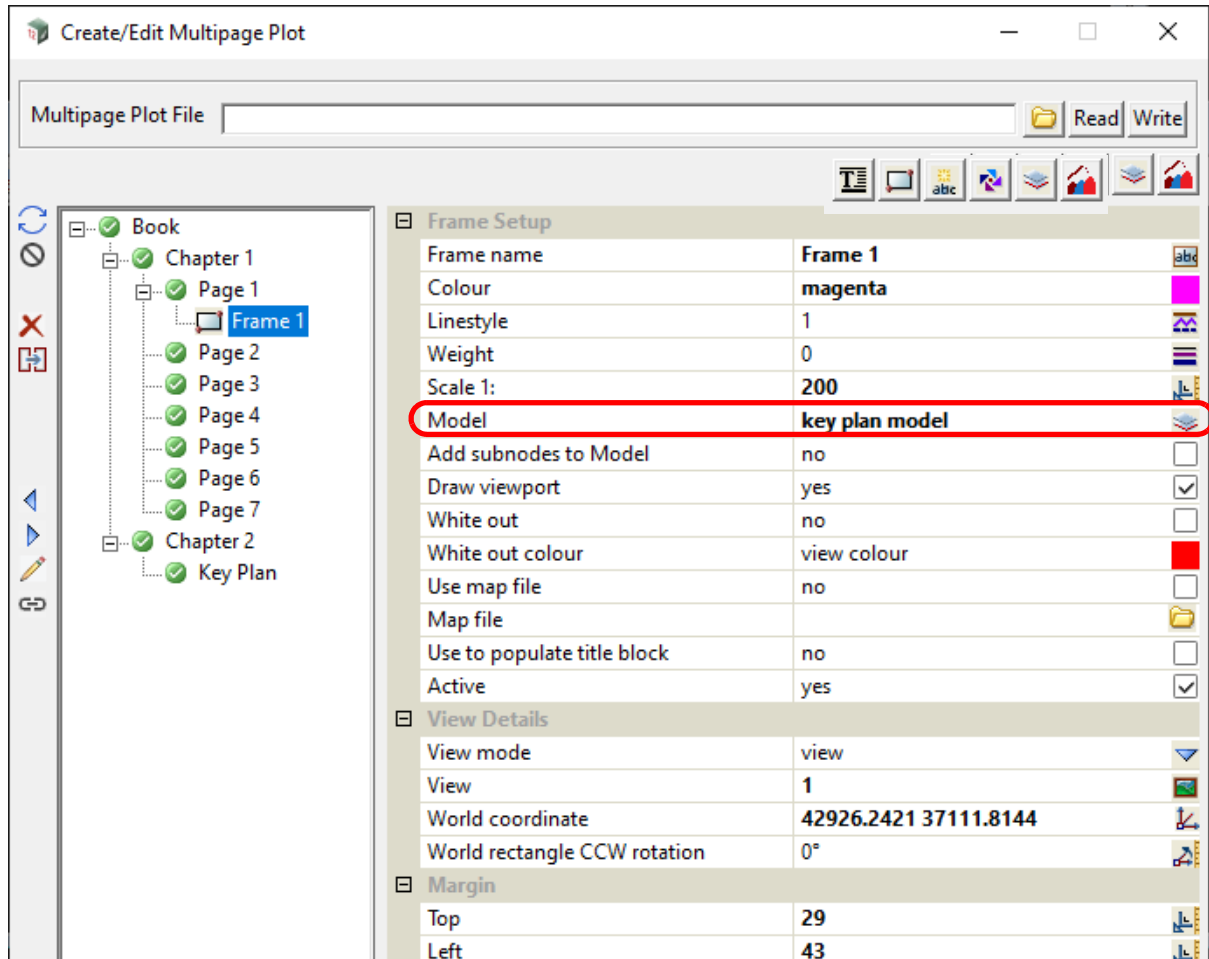 Create/Edit Multipage Plot
Multipage Plot File Read Write
T abc
Book
Chapter 1
Page 1
Frame 1
Page 2
Page 3
Page 4
Page 5
Page 6
Page 7
Chapter 2
Key Plan
Frame Setup
Frame name Frame 1 abc
Colour magenta
Linestyle 1
Weight 0
Scale 1: 200
Model key plan model
Add subnodes to Model no
Draw viewport yes
White out no
White out colour view colour
Use map file no
Map file
Use to populate title block no
Active yes
View Details
View mode view
View 1
World coordinate 42926.2421 37111.8144
World rectangle CCW rotation 0°
Margin
Top 29
Left 43